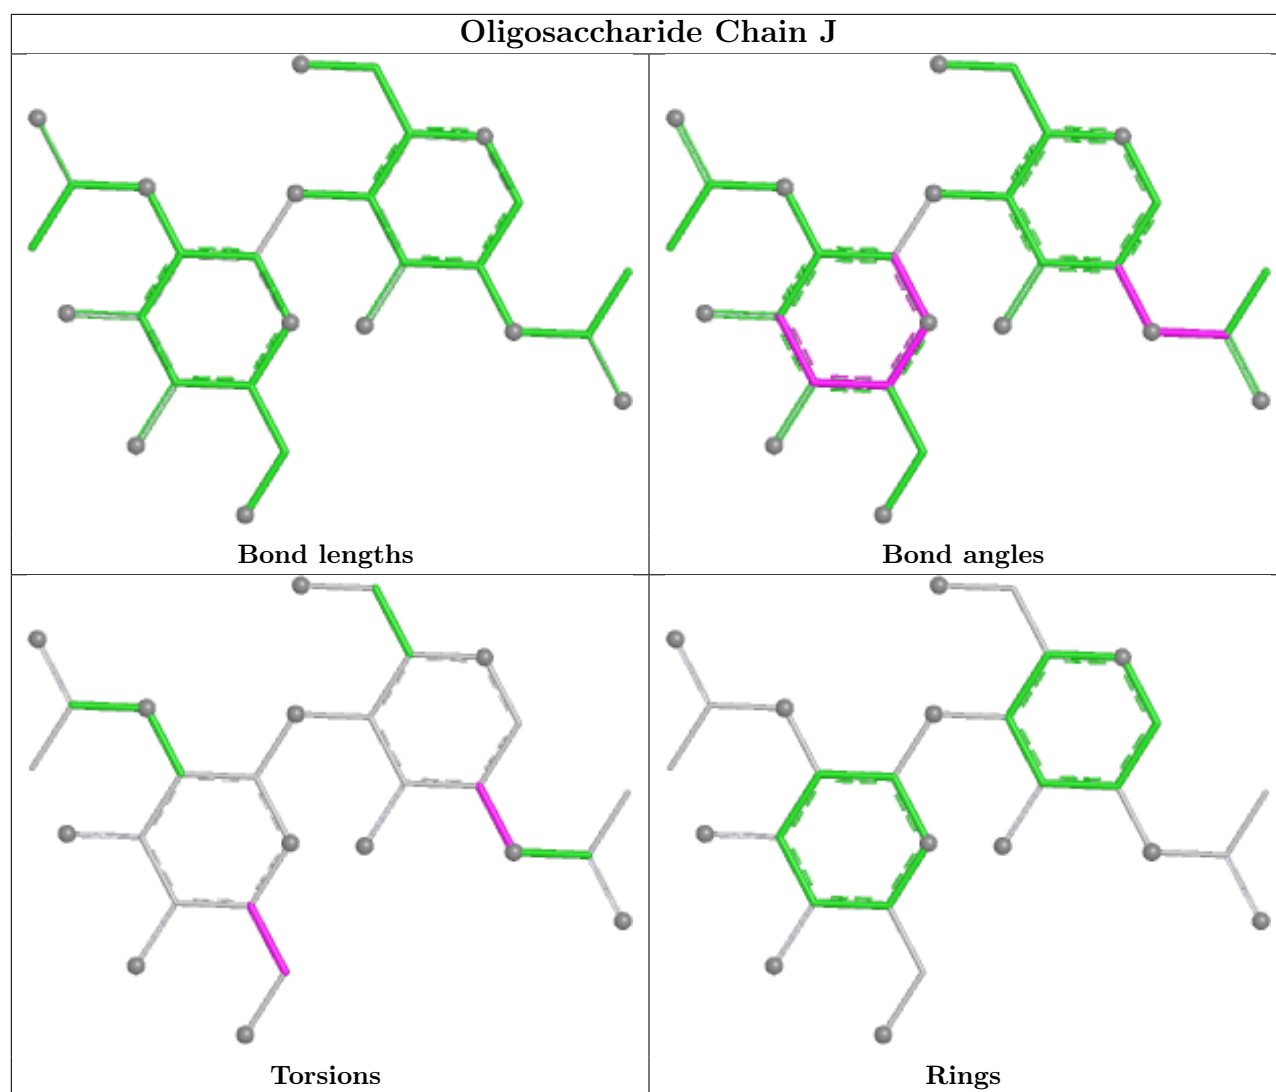 Oligosaccharide Chain J
Bond lengths
Bond angles
Torsions
Rings